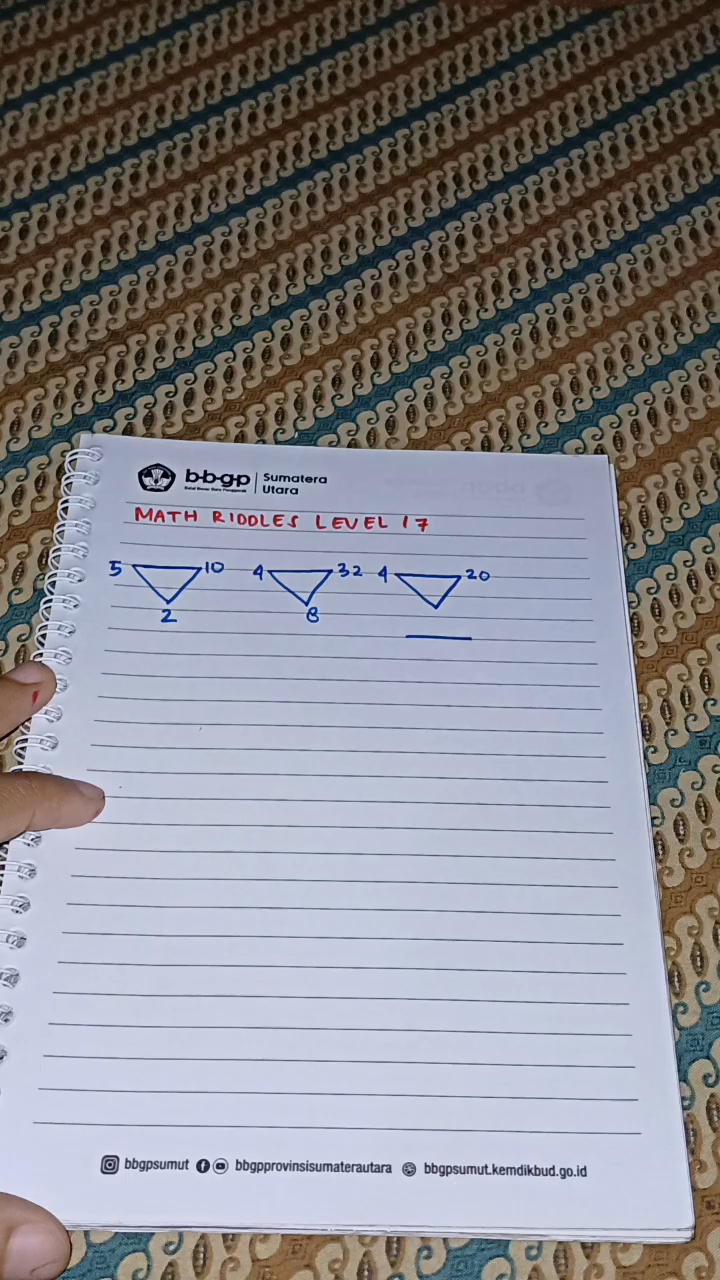 b·b·g·p Sumatera
Utara
MATH RIDDLES LEVEL 17
5 10 4 32 4 20
2 8
bbgpsumut bbgpprovinsisumaterautara bbgpsumut.kemdikbud.go.id